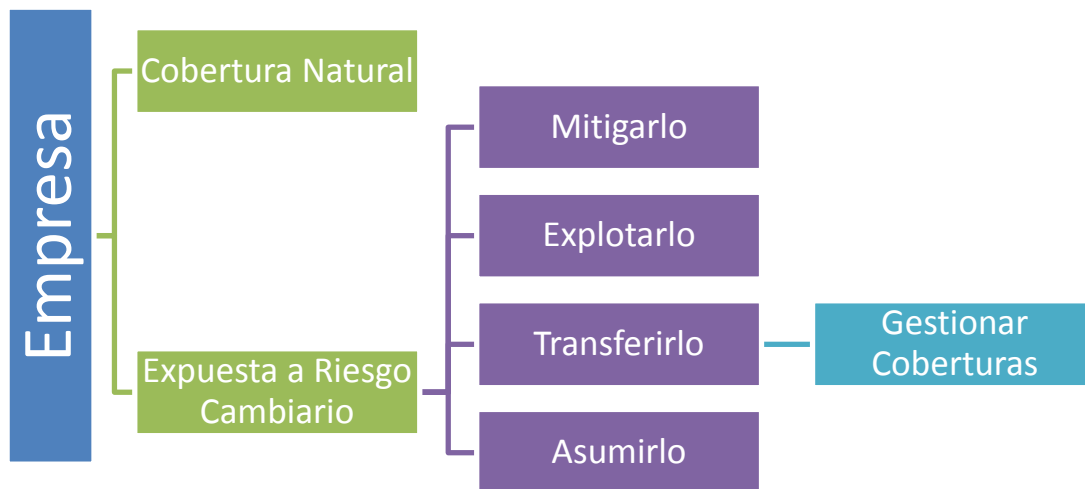 Empresa
Cobertura Natural
Expuesta a Riesgo
Cambiario
Mitigarlo
Explotarlo
Transferirlo
Asumirlo
Gestionar
Coberturas